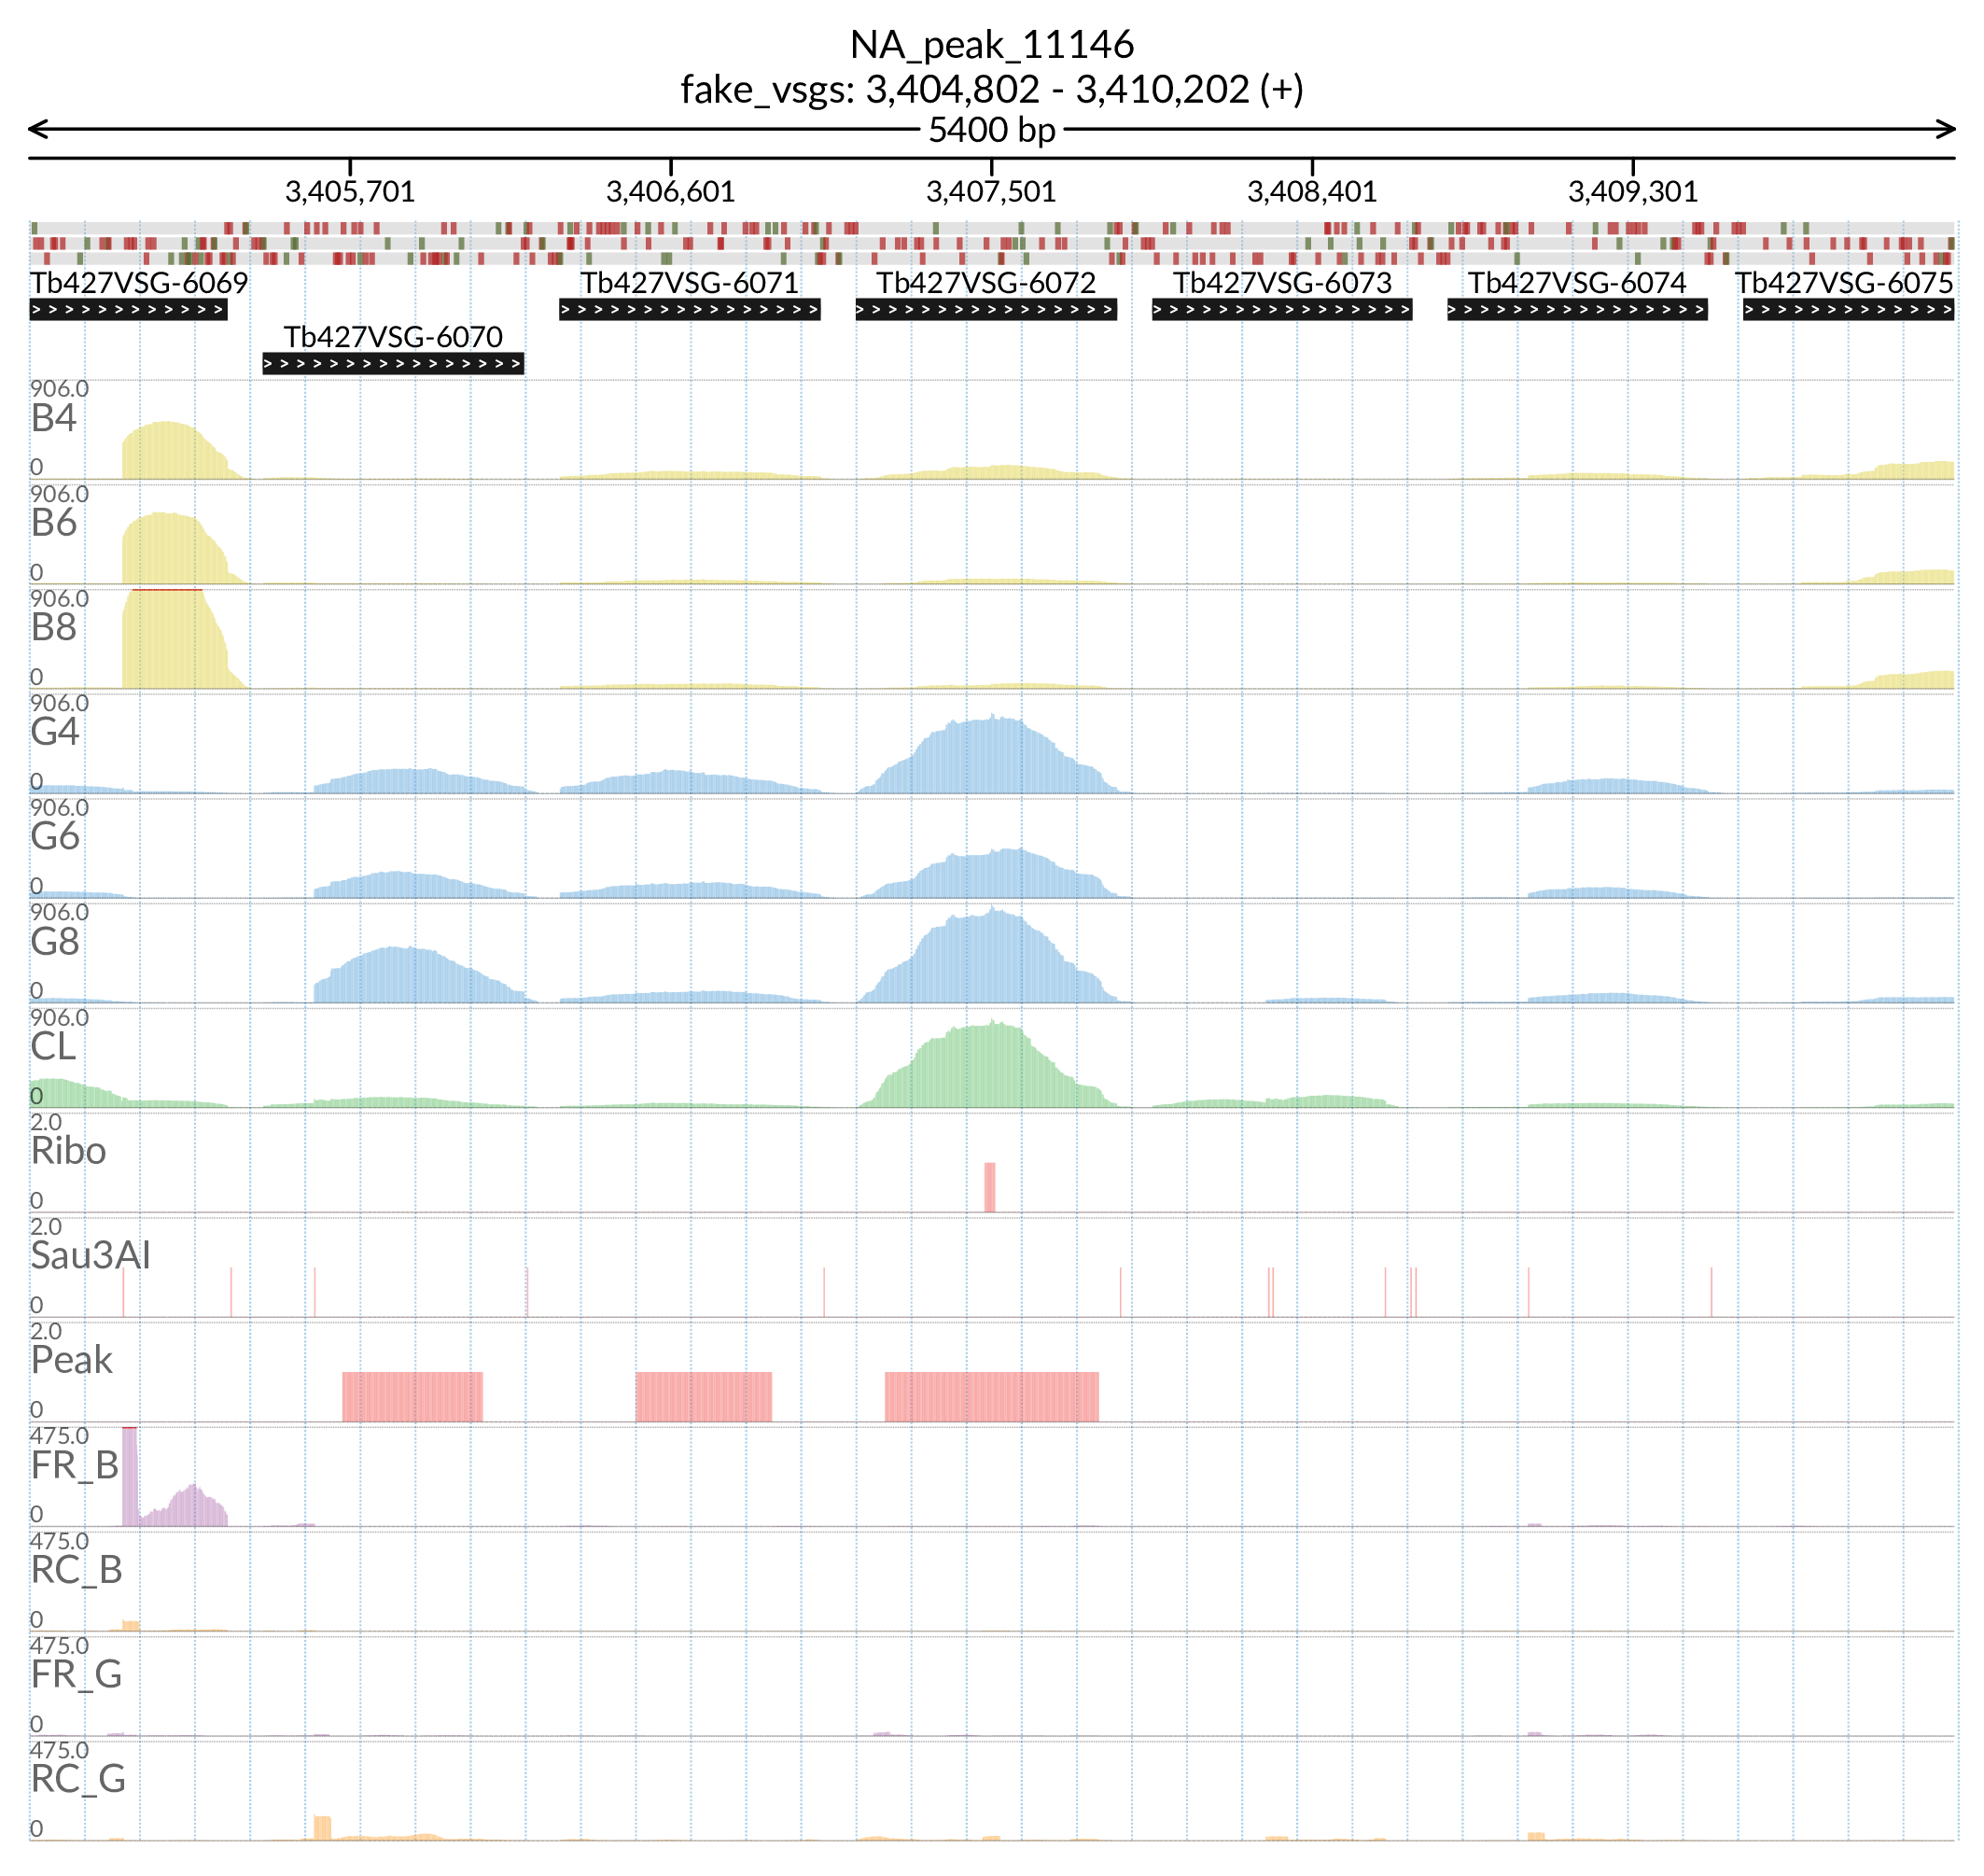 NA_peak_11146
fake_vsgs: 3,404,802 - 3,410,202 (+)
5400 bp
3,405,701 3,406,601 3,407,501 3,408,401 3,409,301
Tb427VSG-6069 Tb427VSG-6071 Tb427VSG-6072 Tb427VSG-6073 Tb427VSG-6074 Tb427VSG-6075
Tb427VSG-6070
906.0
B4
0
906.0
B6
0
906.0
B8
0
906.0
G4
0
906.0
G6
0
906.0
G8
0
906.0
CL
0
2.0
Ribo
0
2.0
Sau3AI
0
2.0
Peak
0
475.0
FR_B
0
475.0
RC_B
0
475.0
FR_G
0
475.0
RC_G
0